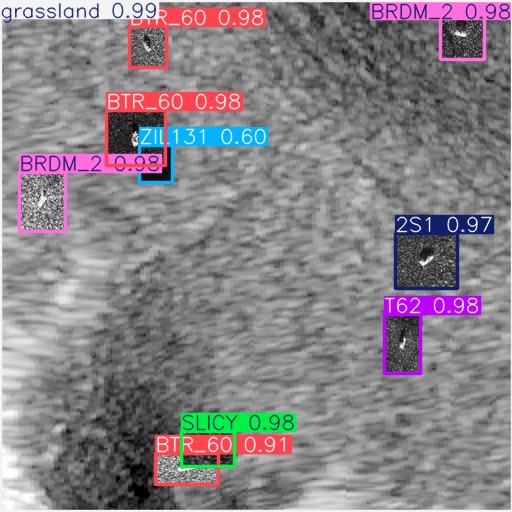 grassland 0.99
BTR_60 0.98
BRDM_2 0.98
BTR_60 0.98
ZIL131 0.60
BRDM_2 0.98
2S1 0.97
T62 0.98
SLICY 0.98
BTR_60 0.91